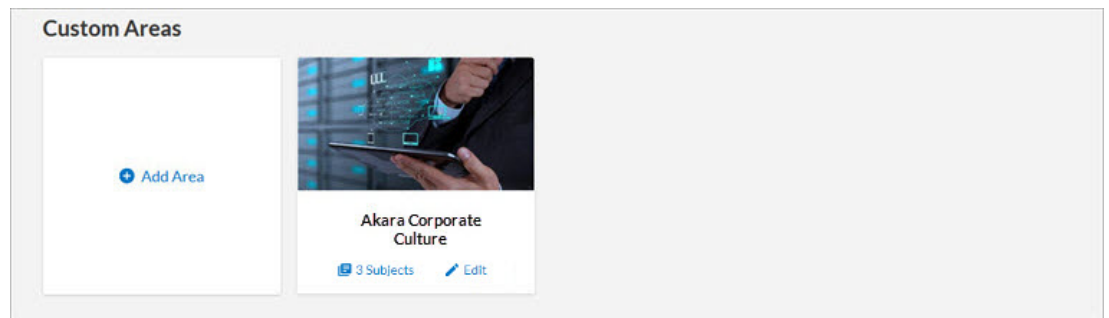 Custom Areas
Add Area
Akara Corporate
Culture
3 Subjects
Edit